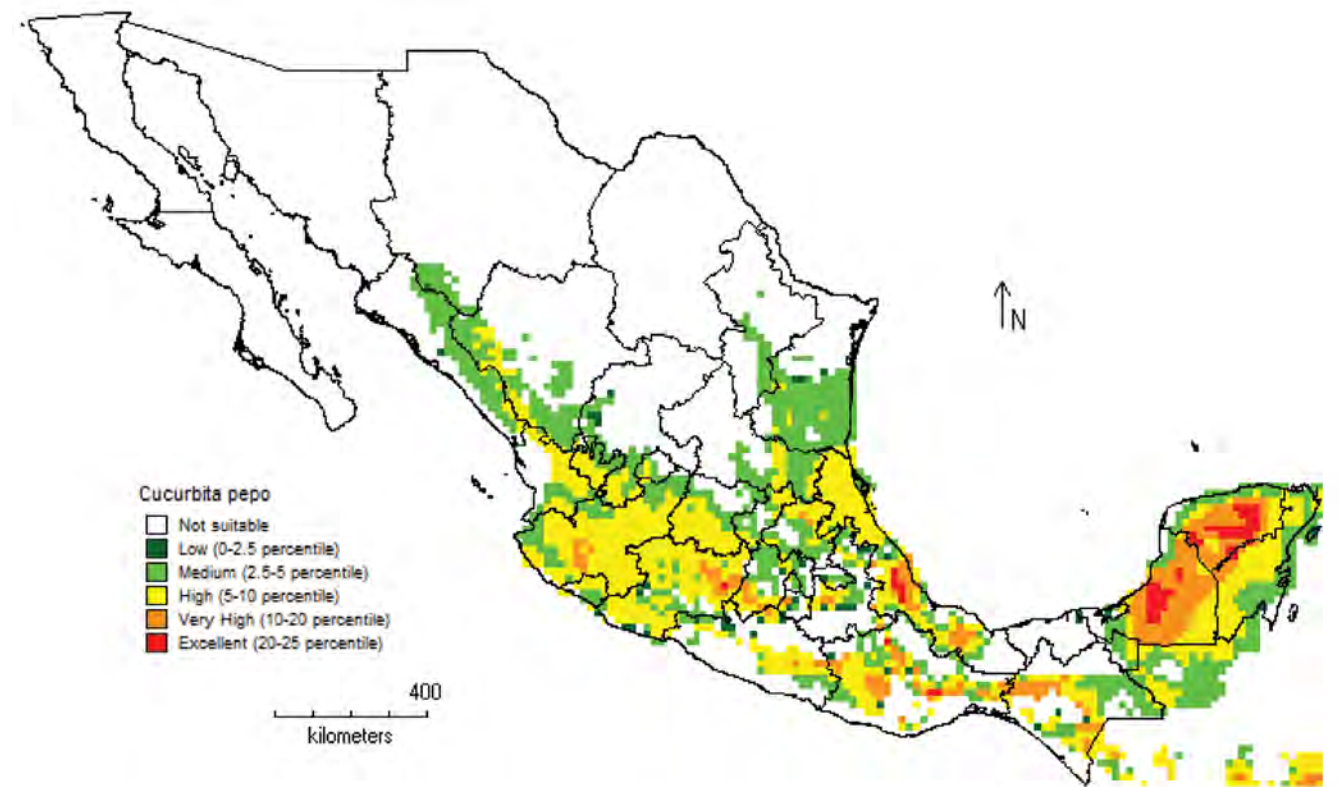 N
Cucurbita pepo
Not suitable
Low (0-2.5 percentile)
Medium (2.5-5 percentile)
High (5-10 percentile)
Very High (10-20 percentile)
Excellent (20-25 percentile)
400
kilometers